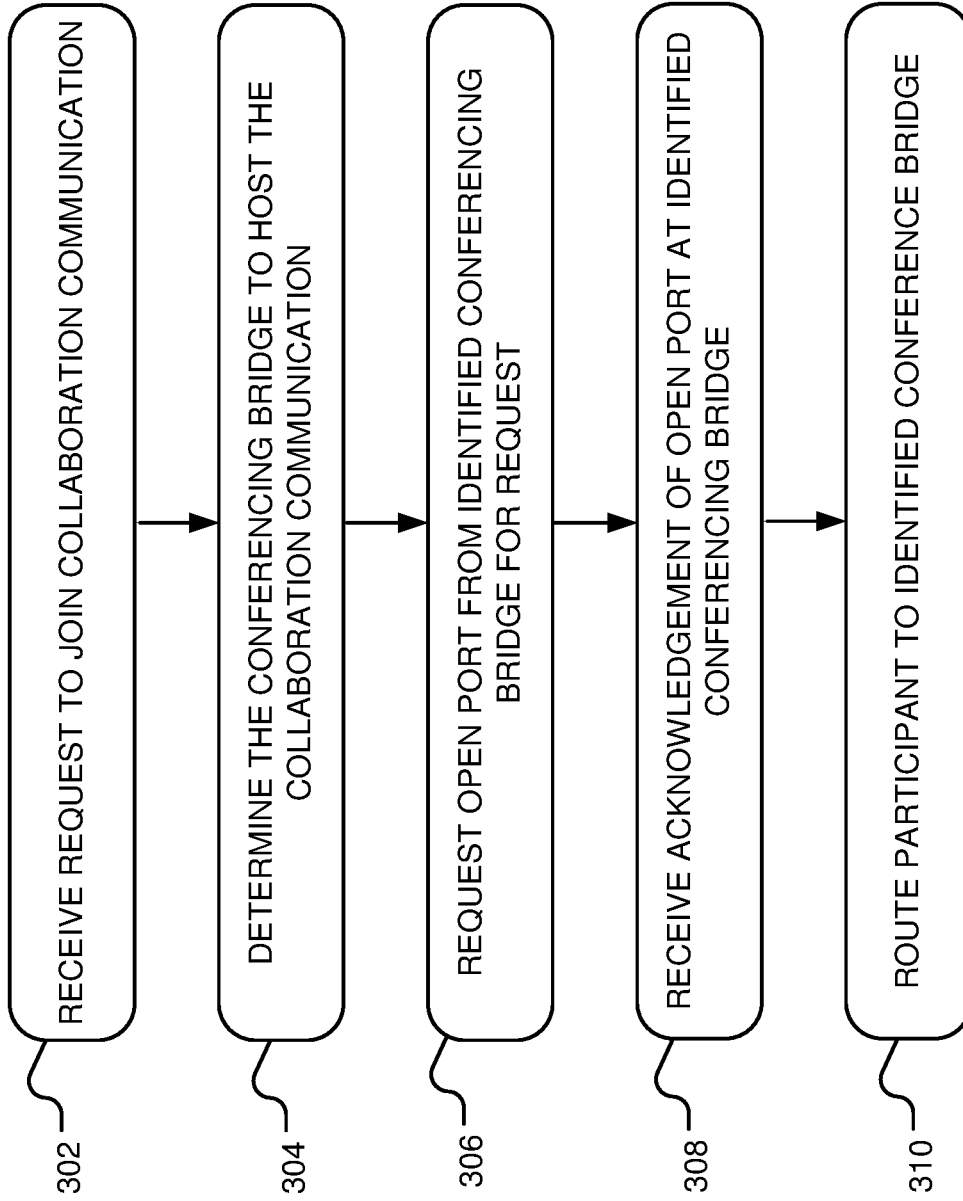 302
RECEIVE REQUEST TO JOIN COLLABORATION COMMUNICATION
304
DETERMINE THE CONFERENCING BRIDGE TO HOST THE
COLLABORATION COMMUNICATION
306
REQUEST OPEN PORT FROM IDENTIFIED CONFERENCING
BRIDGE FOR REQUEST
308
RECEIVE ACKNOWLEDGEMENT OF OPEN PORT AT IDENTIFIED
CONFERENCING BRIDGE
310
ROUTE PARTICIPANT TO IDENTIFIED CONFERENCE BRIDGE